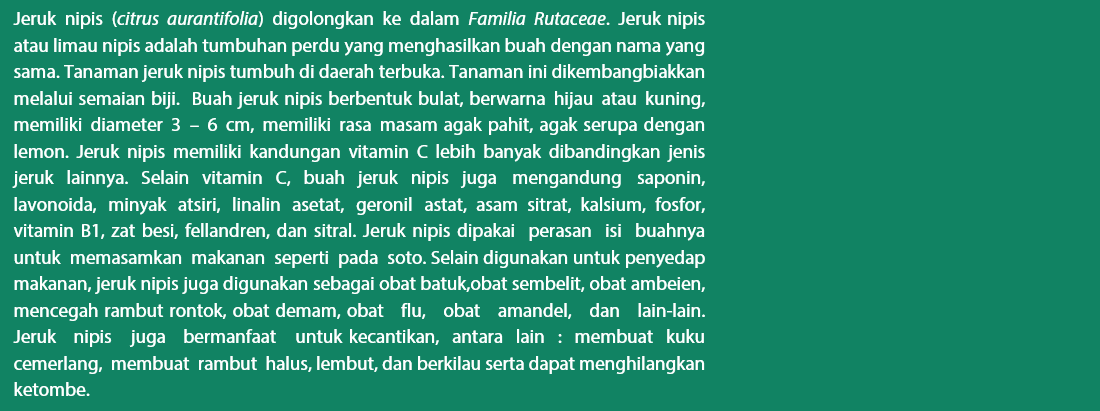 Jeruk nipis (citrus aurantifolia) digolongkan ke dalam Familia Rutaceae. Jeruk nipis
atau limau nipis adalah tumbuhan perdu yang menghasilkan buah dengan nama yang
sama. Tanaman jeruk nipis tumbuh di daerah terbuka. Tanaman ini dikembangbiakkan
melalui semaian biji. Buah jeruk nipis berbentuk bulat, berwarna hijau atau kuning,
memiliki diameter 3 – 6 cm, memiliki rasa masam agak pahit, agak serupa dengan
lemon. Jeruk nipis memiliki kandungan vitamin C lebih banyak dibandingkan jenis
jeruk lainnya. Selain vitamin C, buah jeruk nipis juga mengandung saponin,
lavonoida, minyak atsiri, linalin asetat, geronil astat, asam sitrat, kalsium, fosfor,
vitamin B1, zat besi, fellandren, dan sitral. Jeruk nipis dipakai perasan isi buahnya
untuk memasamkan makanan seperti pada soto. Selain digunakan untuk penyedap
makanan, jeruk nipis juga digunakan sebagai obat batuk,obat sembelit, obat ambeien,
mencegah rambut rontok, obat demam, obat flu, obat amandel, dan lain-lain.
Jeruk nipis juga bermanfaat untuk kecantikan, antara lain : membuat kuku
cemerlang, membuat rambut halus, lembut, dan berkilau serta dapat menghilangkan
ketombe.